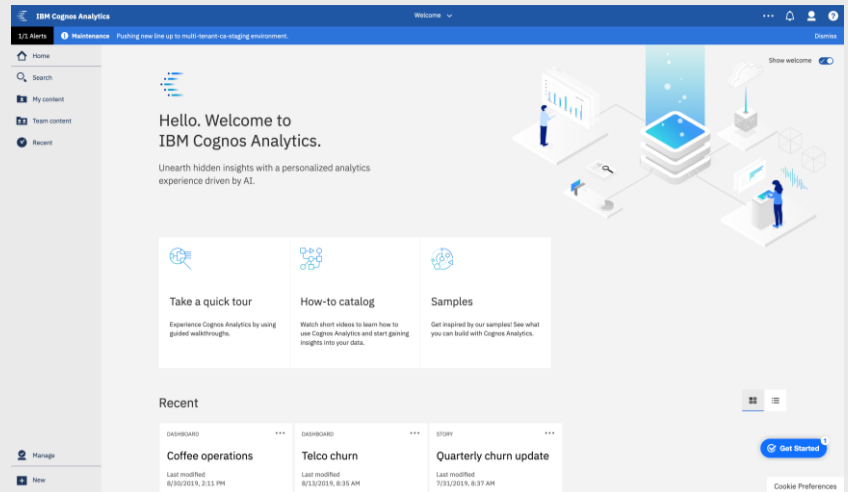 IBM Cognos Analytics
Welcome
1/1 Alerts
Maintenance Pushing new line up to multi-tenant-ca-staging environment.
Dismiss
Home
Search
My content
Team content
Recent
Show welcome
Hello. Welcome to
IBM Cognos Analytics.
Unearth hidden insights with a personalized analytics
experience driven by AI.
Take a quick tour
Experience Cognos Analytics by using
guided walkthroughs.
How-to catalog
Watch short videos to learn how to
use Cognos Analytics and start gaining
insights into your data.
Samples
Get inspired by our samples! See what
you can build with Cognos Analytics.
Recent
DASHBOARD
Coffee operations
Last modified
8/30/2019, 2:11 PM
DASHBOARD
Telco churn
Last modified
8/13/2019, 8:35 AM
STORY
Quarterly churn update
Last modified
7/31/2019, 8:37 AM
Manage
New
Get Started
1
Cookie Preferences